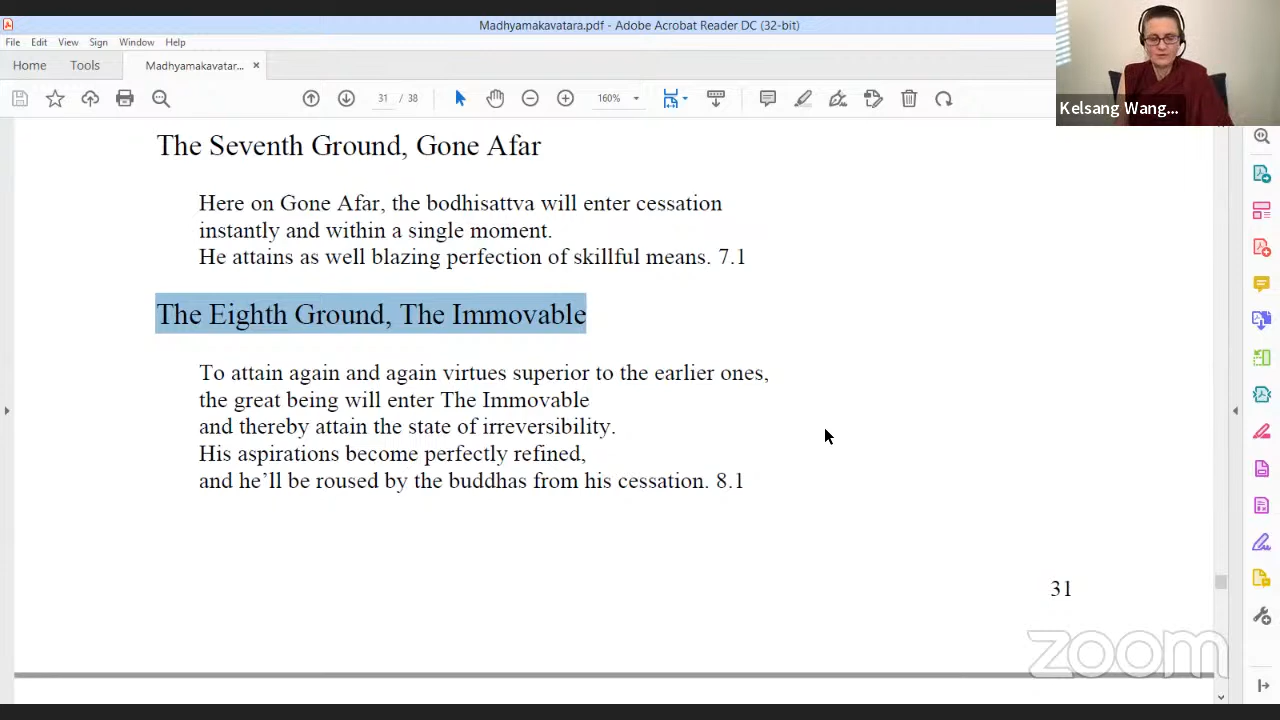 Madhyamakavatara.pdf - Adobe Acrobat Reader DC (32-bit)
File Edit View Sign Window Help
Home Tools Madhyamakavatar... ×
31 / 38 160%
Kelsang Wang...
The Seventh Ground, Gone Afar
Here on Gone Afar, the bodhisattva will enter cessation
instantly and within a single moment.
He attains as well blazing perfection of skillful means. 7.1
The Eighth Ground, The Immovable
To attain again and again virtues superior to the earlier ones,
the great being will enter The Immovable
and thereby attain the state of irreversibility.
His aspirations become perfectly refined,
and he’ll be roused by the buddhas from his cessation. 8.1
31
zoom